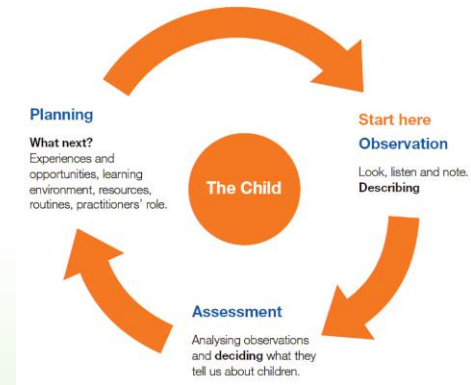 Planning
What next?
Experiences and
opportunities, learning
environment, resources,
routines, practitioners' role.
The Child
Start here
Observation
Look, listen and note.
Describing
Assessment
Analysing observations
and deciding what they
tell us about children.